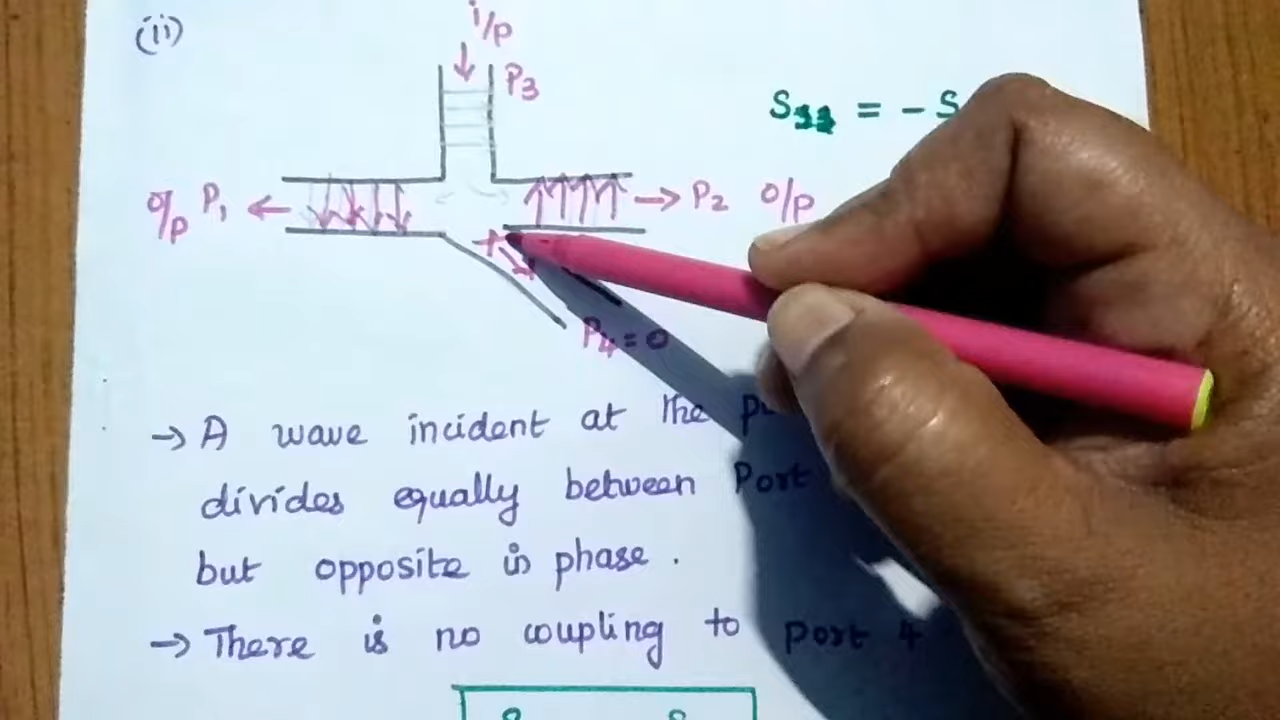 (ii)
i/p
P3
S = - S
o/p P1
P2 o/p
P4 = 0
→ A wave incident at the
divides equally between Port
but opposite in phase.
→ There is no coupling to port 4